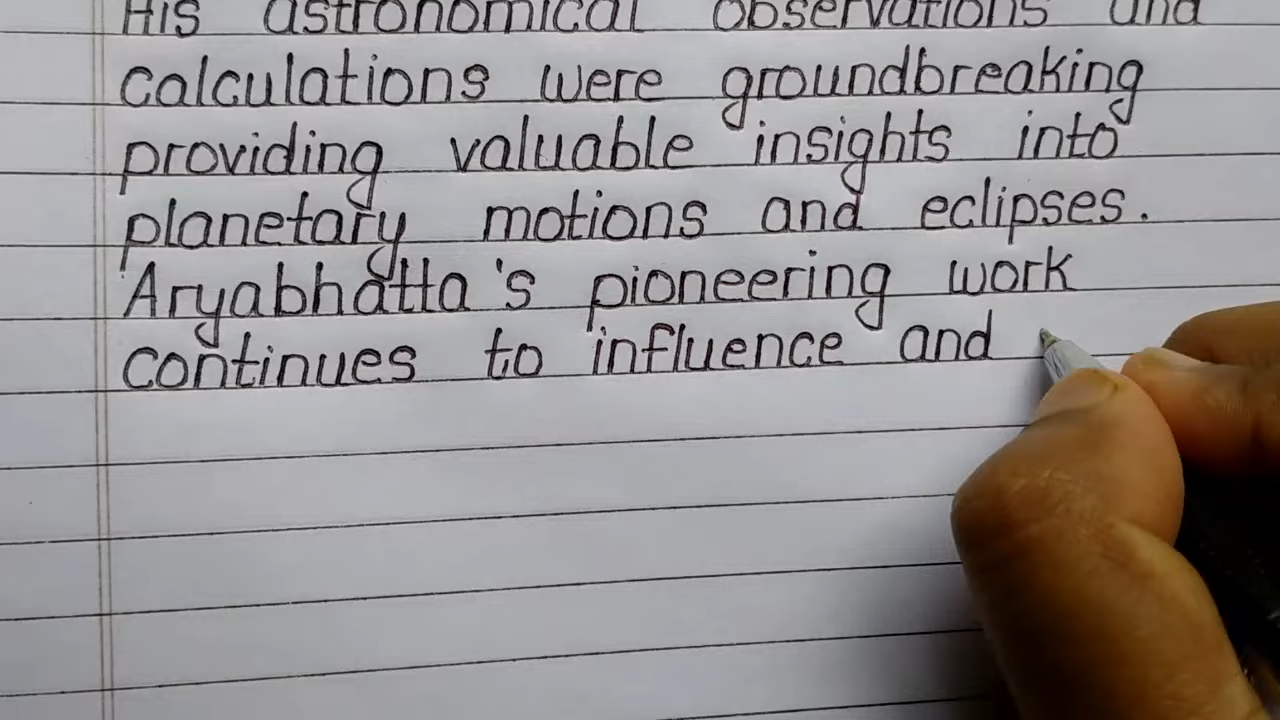 His astronomical observations and
calculations were groundbreaking
providing valuable insights into
planetary motions and eclipses.
Aryabhatta's pioneering work
continues to influence and